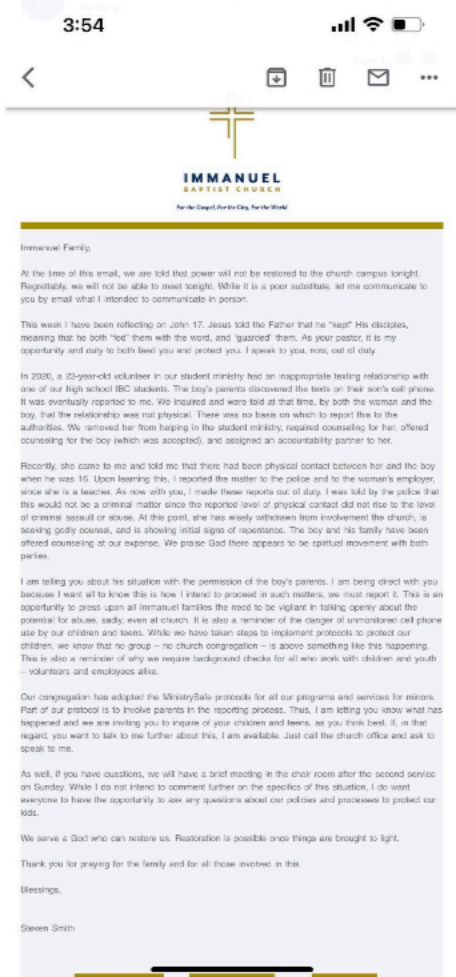 3:54
IMMANUEL
BAPTIST CHURCH
For the Gospel, For the City, For the World
Immanuel Family,
At the time of this email, we are told that power will not be restored to the church campus tonight.
Regrettably, we will not be able to meet tonight. While it is a poor substitute, let me communicate to
you by email what I intended to communicate in person.
This week I have been reflecting on John 17. Jesus told the Father that he "kept" His disciples,
meaning that he both "fed" them with the word, and "guarded" them. As your pastor, it is my
opportunity and duty to both feed you and protect you. I speak to you, now, out of duty.
In 2020, a 23-year-old volunteer in our student ministry had an inappropriate texting relationship with
one of our high school IBC students. The boy's parents discovered the texts on their son's cell phone.
It was eventually reported to me. We inquired and were told at that time, by both the woman and the
boy, that the relationship was not physical. There was no basis on which to report this to the
authorities. We removed her from helping in the student ministry, required counseling for her, offered
counseling for the boy (which was accepted), and assigned an accountability partner to her.
Recently, she came to me and told me that there had been physical contact between her and the boy
when he was 16. Upon learning this, I reported the matter to the police and to the woman's employer,
since she is a teacher. As now with you, I made these reports out of duty. I was told by the police that
this would not be a criminal matter since the reported level of physical contact did not rise to the level
of criminal assault or abuse. At this point, she has wisely withdrawn from involvement the church, is
seeking godly counsel, and is showing initial signs of repentance. The boy and his family have been
offered counseling at our expense. We praise God there appears to be spiritual movement with both
parties.
I am telling you about his situation with the permission of the boy's parents. I am being direct with you
because I want all to know this is how I intend to proceed in such matters; we must report it. This is an
opportunity to press upon all Immanuel families the need to be vigilant in talking openly about the
potential for abuse, sadly, even at church. It is also a reminder of the danger of unmonitored cell phone
use by our children and teens. While we have taken steps to implement protocols to protect our
children, we know that no group – no church congregation – is above something like this happening.
This is also a reminder of why we require background checks for all who work with children and youth
– volunteers and employees alike.
Our congregation has adopted the MinistrySafe protocols for all our programs and services for minors.
Part of our protocol is to involve parents in the reporting process. Thus, I am letting you know what has
happened and we are inviting you to inquire of your children and teens, as you think best. If, in that
regard, you want to talk to me further about this, I am available. Just call the church office and ask to
speak to me.
As well, if you have questions, we will have a brief meeting in the choir room after the second service
on Sunday. While I do not intend to comment further on the specifics of this situation, I do want
everyone to have the opportunity to ask any questions about our policies and processes to protect our
kids.
We serve a God who can restore us. Restoration is possible once things are brought to light.
Thank you for praying for the family and for all those involved in this.
Blessings,
Steven Smith